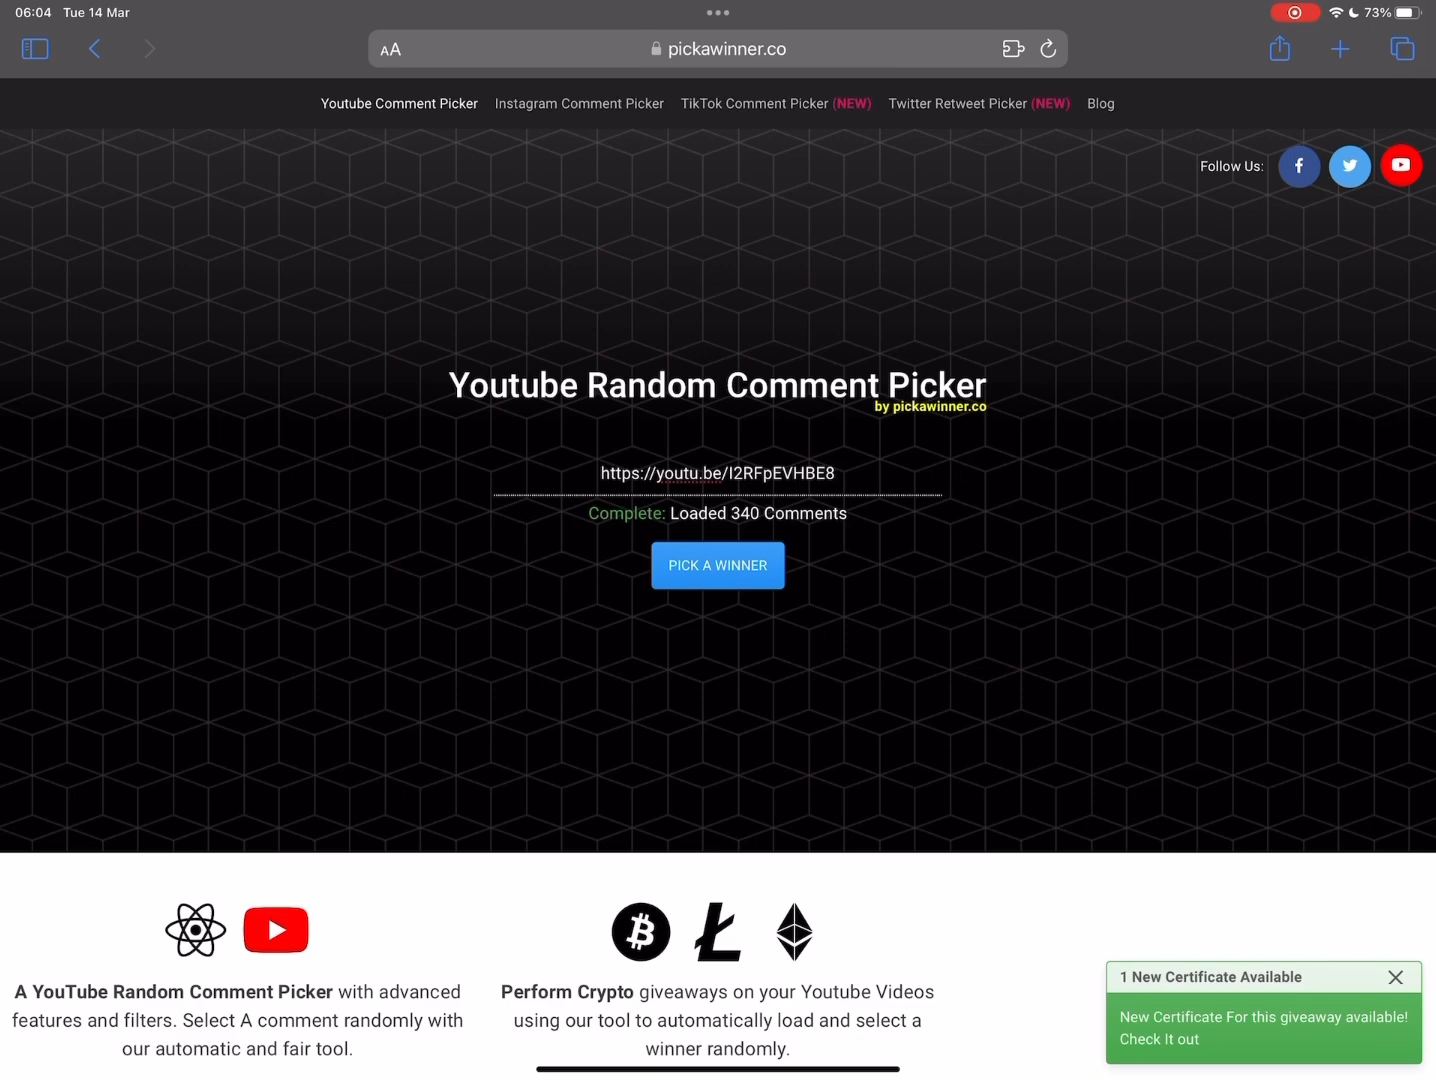 06:04 Tue 14 Mar
73%
AA
pickawinner.co
Youtube Comment Picker Instagram Comment Picker TikTok Comment Picker (NEW) Twitter Retweet Picker (NEW) Blog
Follow Us:
Youtube Random Comment Picker
by pickawinner.co
https://youtu.be/I2RFpEVHBE8
Complete: Loaded 340 Comments
PICK A WINNER
A YouTube Random Comment Picker with advanced
features and filters. Select A comment randomly with
our automatic and fair tool.
Perform Crypto giveaways on your Youtube Videos
using our tool to automatically load and select a
winner randomly.
1 New Certificate Available
New Certificate For this giveaway available!
Check It out